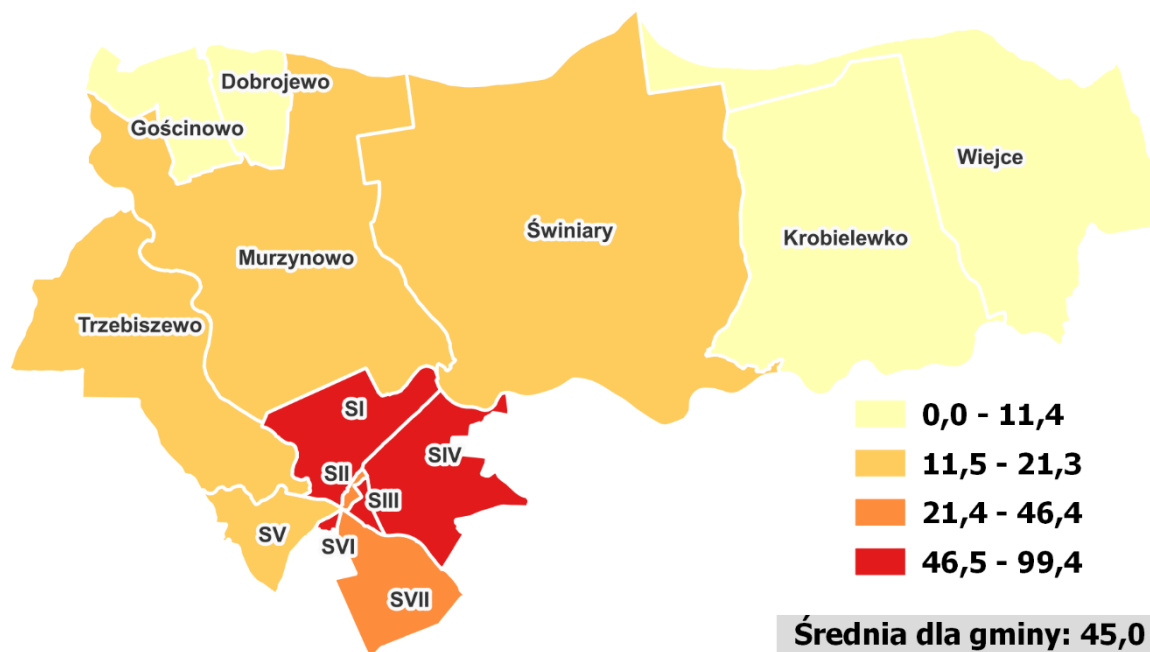 Dobrojewo
Gościnowo
Wiejce
Świniary
Krobielewko
Murzynowo
Trzebiszewo
SI
SIV
SII
SIII
SV
SVI
SVII
0,0 - 11,4
11,5 - 21,3
21,4 - 46,4
46,5 - 99,4
Średnia dla gminy: 45,0